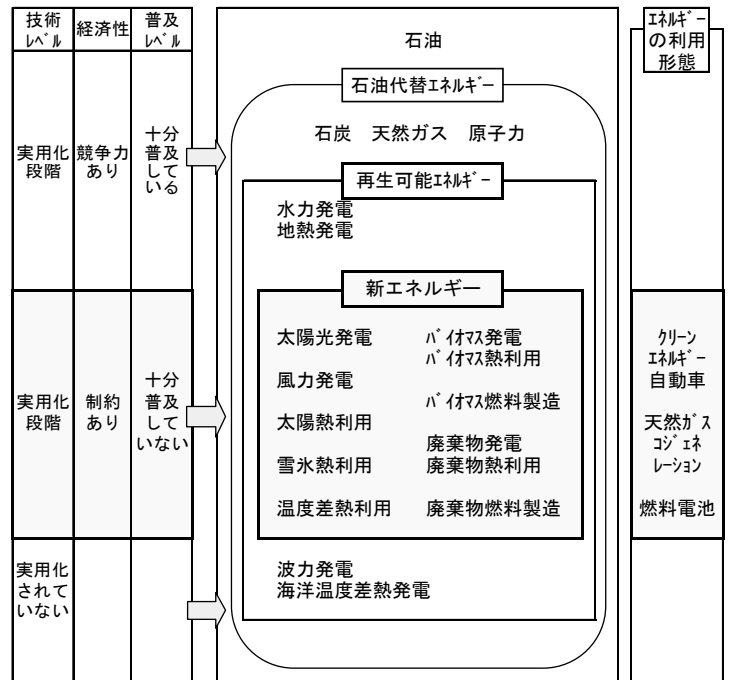 技術
ﾚﾍﾞﾙ
経済性
普及
ﾚﾍﾞﾙ
石油
ｴﾈﾙｷﾞｰ
の利用
形態
石油代替ｴﾈﾙｷﾞｰ
石炭 天然ガス 原子力
実用化
段階
競争力
あり
十分
普及
して
いる
再生可能ｴﾈﾙｷﾞｰ
水力発電
地熱発電
新エネルギー
実用化
段階
制約
あり
十分
普及
して
いない
太陽光発電
風力発電
太陽熱利用
雪氷熱利用
温度差熱利用
ﾊﾞｲｵﾏｽ発電
ﾊﾞｲｵﾏｽ熱利用
ﾊﾞｲｵﾏｽ燃料製造
廃棄物発電
廃棄物熱利用
廃棄物燃料製造
ｸﾘｰﾝ
ｴﾈﾙｷﾞｰ
自動車
天然ｶﾞｽ
ｺｼﾞｪﾈ
ﾚｰｼｮﾝ
燃料電池
実用化
されて
いない
波力発電
海洋温度差熱発電